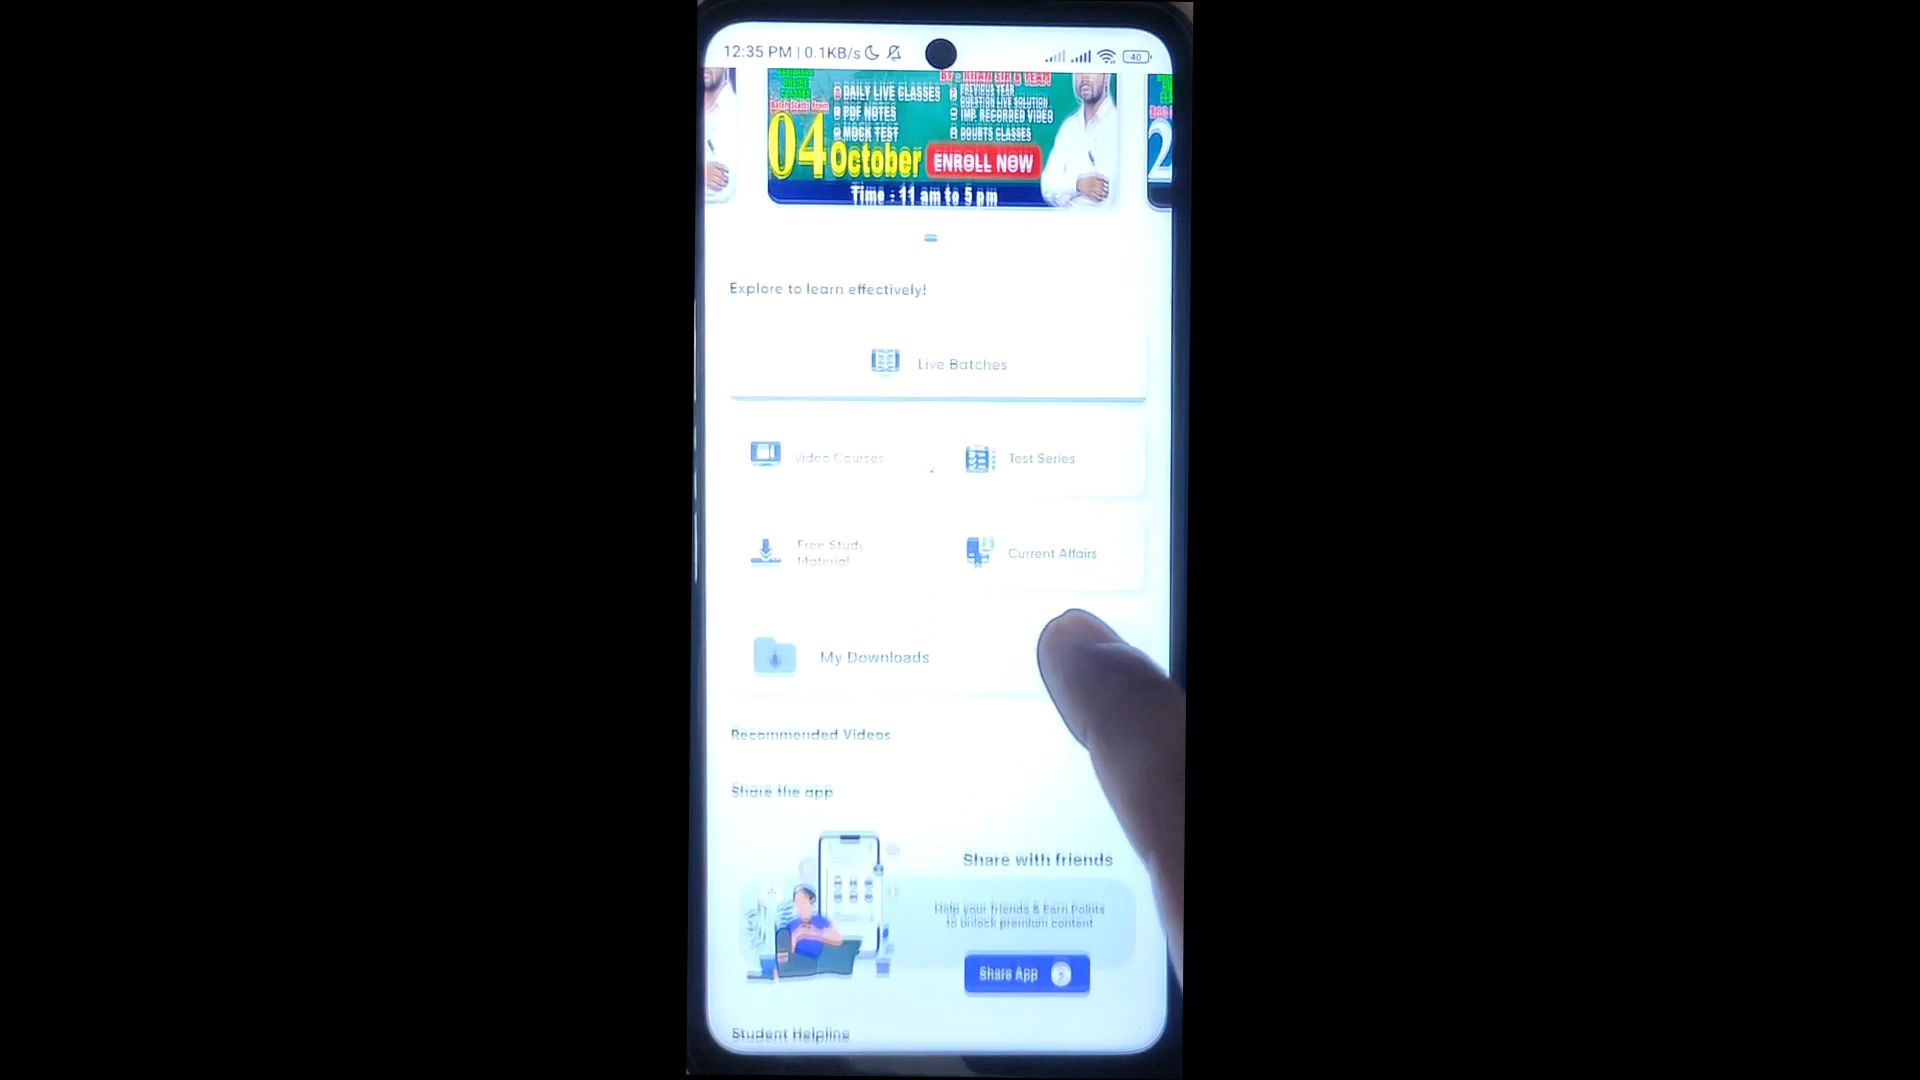 12:35 PM | 0.1KB/s
40
DAILY LIVE CLASSES
PREVIOUS YEAR
QUESTION LIVE SOLUTION
PDF NOTES
IMP. RECORDED VIDEO
MOCK TEST
DOUBTS CLASSES
04 October
ENROLL NOW
Time : 11 am to 5 pm
Explore to learn effectively!
Live Batches
Video Courses
Test Series
Free Study
Material
Current Affairs
My Downloads
Recommended Videos
Share the app
Share with friends
Help your friends & Earn Points
to unlock premium content
Share App
Student Helpline